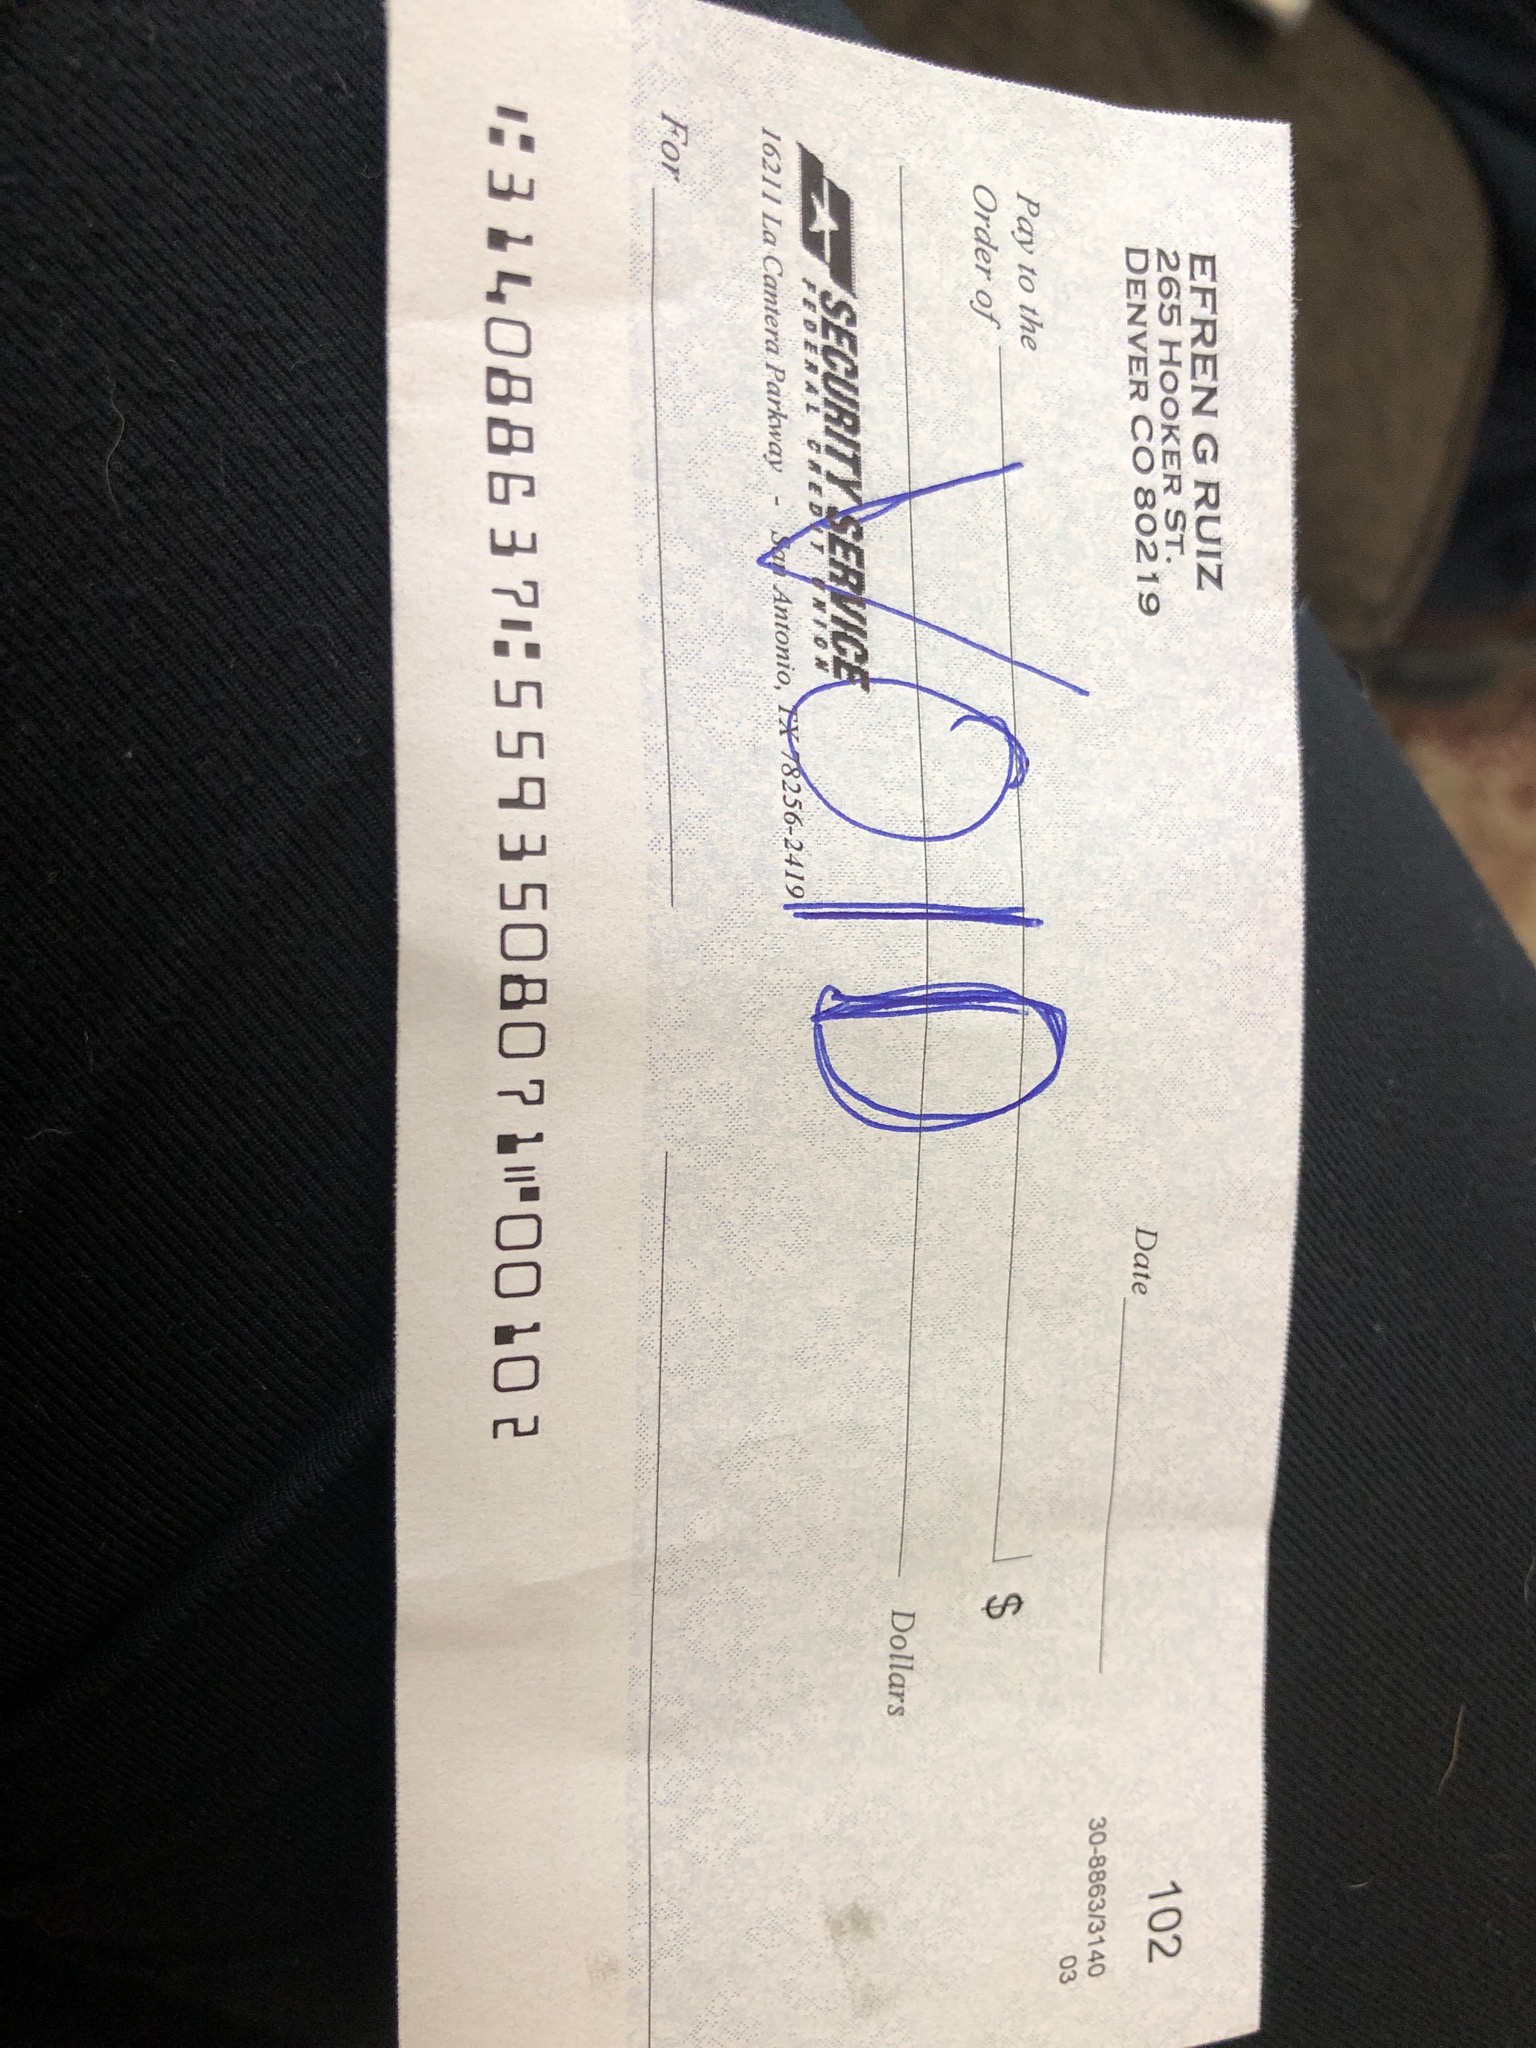 EFREN G RUIZ
265 HOOKER ST.
DENVER CO 80219
102
30-8863/3140
03
Date
Pay to the
Order of
$
VOID
Dollars
SECURITY SERVICE
FEDERAL CREDIT UNION
16211 La Cantera Parkway - San Antonio, TX 78256-2419
For
⑆314088637⑆5593508071⑈00102